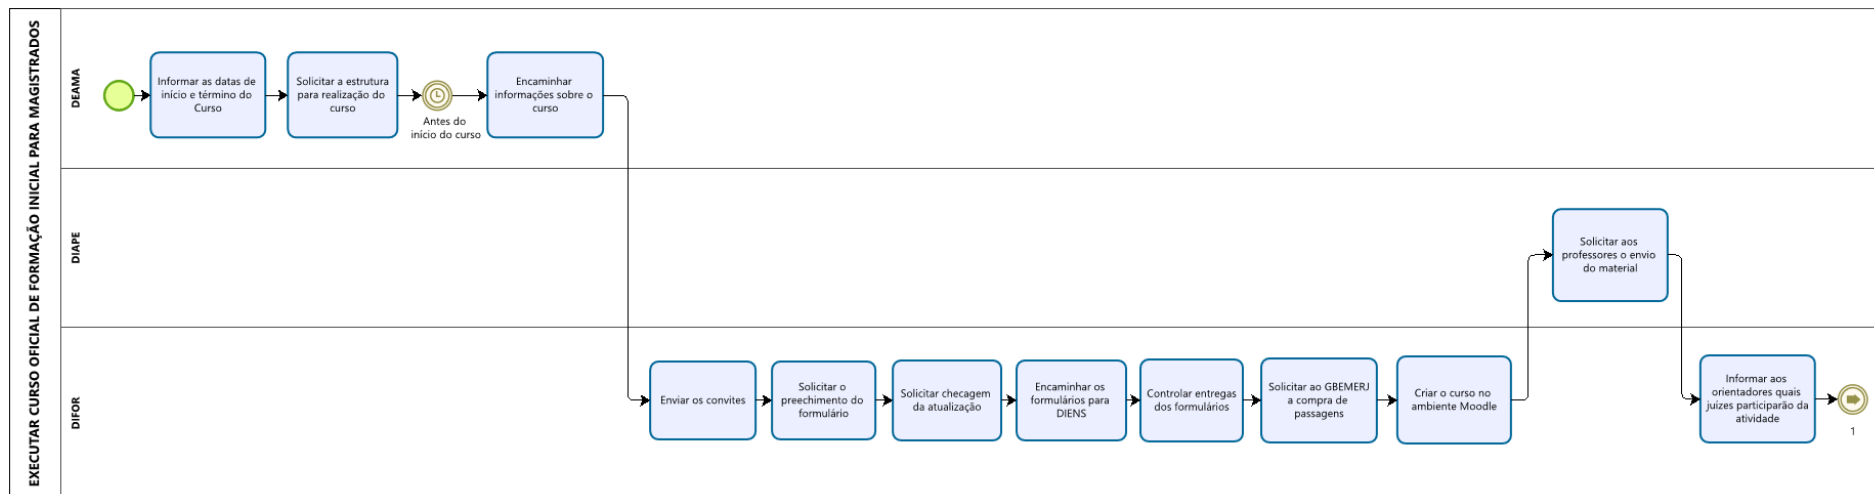 EXECUTAR CURSO OFICIAL DE FORMAÇÃO INICIAL PARA MAGISTRADOS
DEAMA
Informar as datas de
início e término do
Curso
Solicitar a estrutura
para realização do
curso
Antes do
início do curso
Encaminhar
informações sobre o
curso
DIAPE
Solicitar aos
professores o envio
do material
DIFOR
Enviar os convites
Solicitar o
preechimento do
formulário
Solicitar checagem
da atualização
Encaminhar os
formulários para
DIENS
Controlar entregas
dos formulários
Solicitar ao GBEMERJ
a compra de
passagens
Criar o curso no
ambiente Moodle
Informar aos
orientadores quais
juízes participarão da
atividade
1